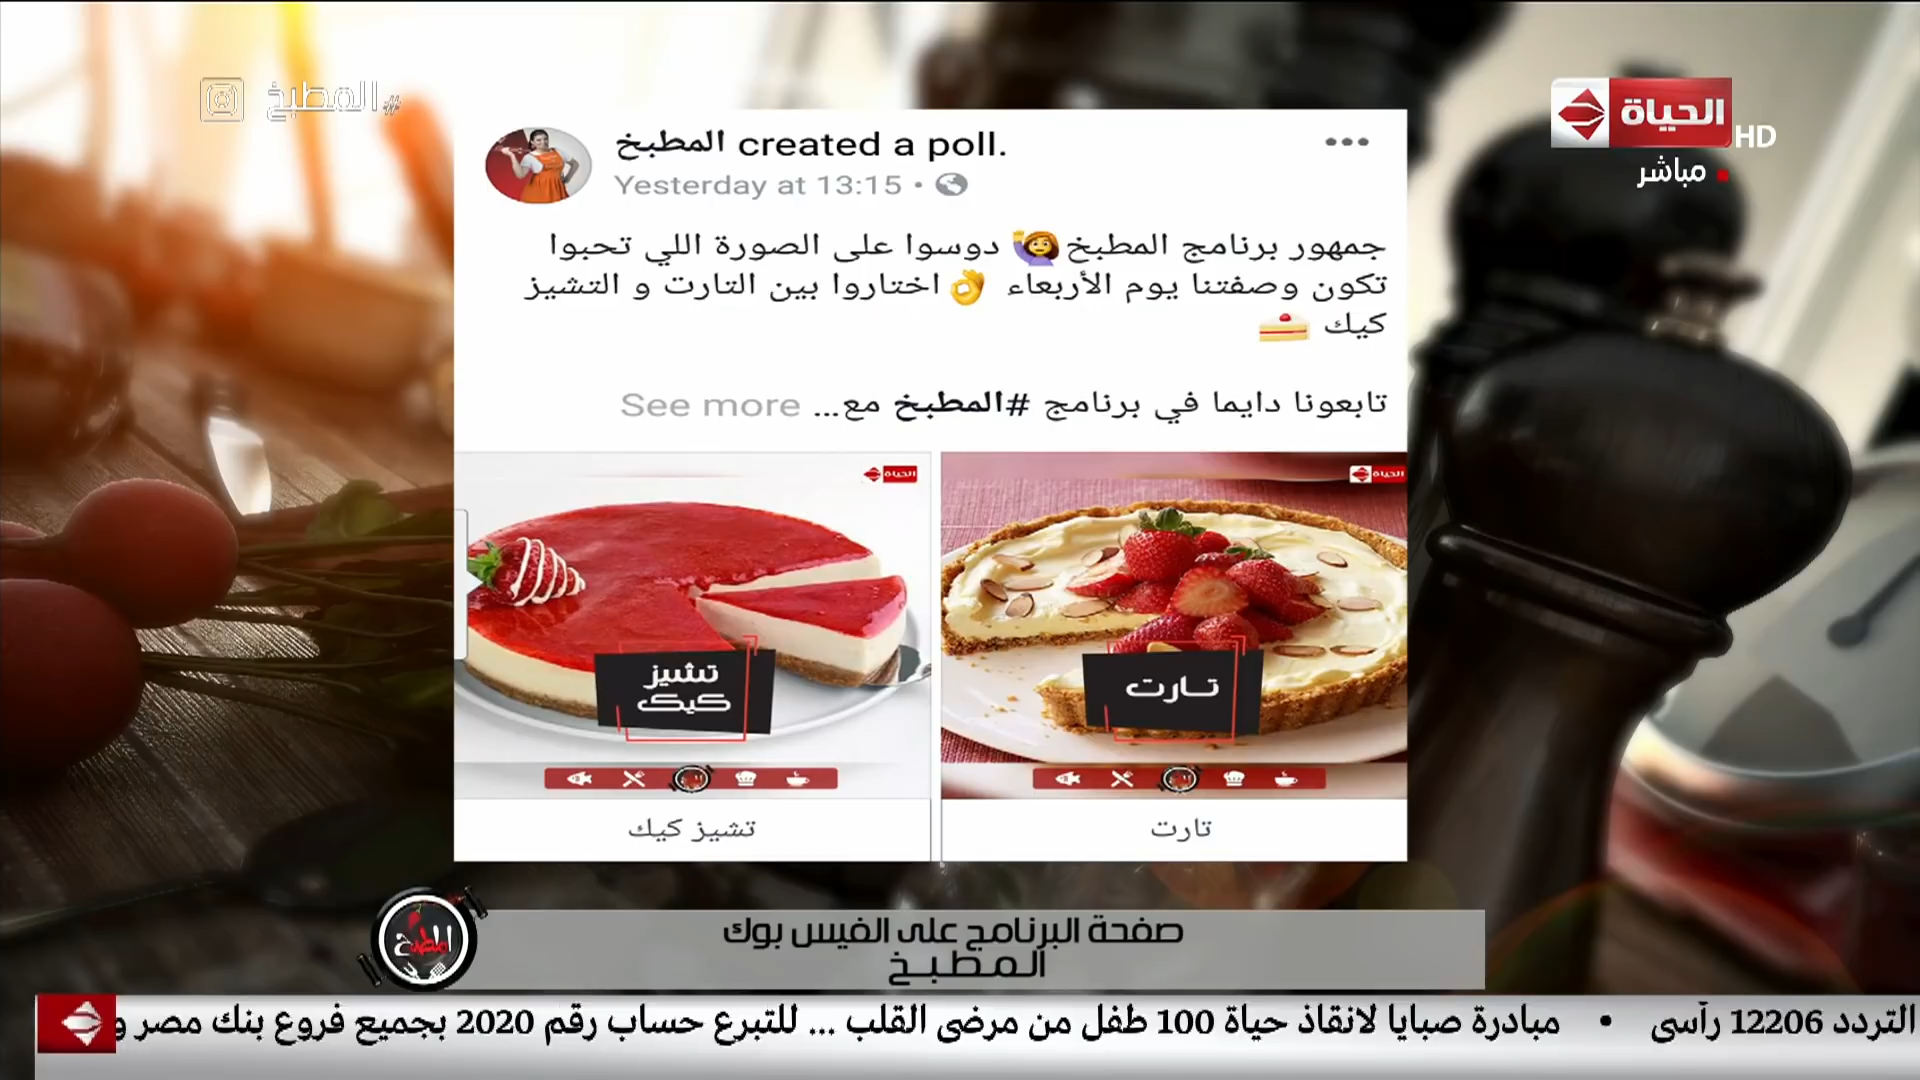 #المطبخ
الحياة
HD
مباشر
المطبخ created a poll.
Yesterday at 13:15
جمهور برنامج المطبخ🙋‍♀️ دوسوا على الصورة اللي تحبوا
تكون وصفتنا يوم الأربعاء 👌اختاروا بين التارت و التشيز
كيك 🍰
تابعونا دايما في برنامج #المطبخ مع... See more
الحياة
الحياة
تارت
تشيز
كيك
تارت
تشيز كيك
المطبخ
صفحة البرنامج على الفيس بوك
المطبخ
التردد 12206 رأسى • مبادرة صبايا لانقاذ حياة 100 طفل من مرضى القلب ... للتبرع حساب رقم 2020 بجميع فروع بنك مصر و